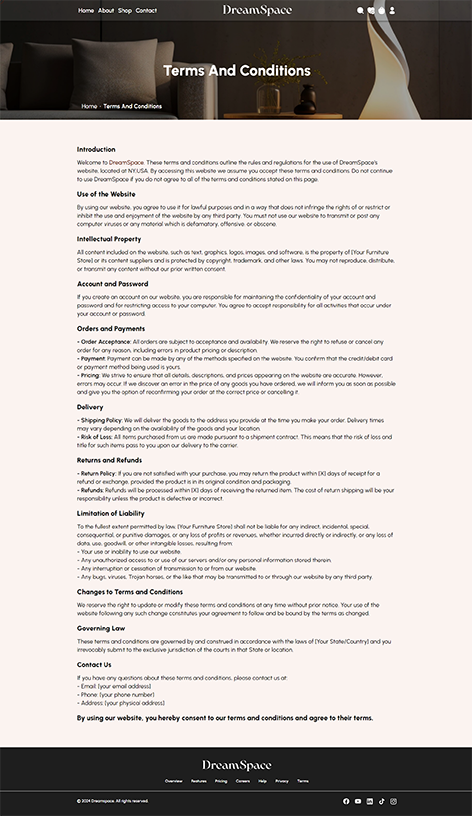 Home About Shop Contact
DreamSpace
Terms And Conditions
Home - Terms And Conditions
Introduction
Welcome to DreamSpace. These terms and conditions outline the rules and regulations for the use of DreamSpace's
website, located at NY,USA. By accessing this website we assume you accept these terms and conditions. Do not continue
to use DreamSpace if you do not agree to all of the terms and conditions stated on this page.
Use of the Website
By using our website, you agree to use it for lawful purposes and in a way that does not infringe the rights of or restrict or
inhibit the use and enjoyment of the website by any third party. You must not use our website to transmit or post any
computer viruses or any material which is defamatory, offensive, or obscene.
Intellectual Property
All content included on the website, such as text, graphics, logos, images, and software, is the property of [Your Furniture
Store] or its content suppliers and is protected by copyright, trademark, and other laws. You may not reproduce, distribute,
or transmit any content without our prior written consent.
Account and Password
If you create an account on our website, you are responsible for maintaining the confidentiality of your account and
password and for restricting access to your computer. You agree to accept responsibility for all activities that occur under
your account or password.
Orders and Payments
- Order Acceptance: All orders are subject to acceptance and availability. We reserve the right to refuse or cancel any
order for any reason, including errors in product pricing or description.
- Payment: Payment can be made by any of the methods specified on the website. You confirm that the credit/debit card
or payment method being used is yours.
- Pricing: We strive to ensure that all details, descriptions, and prices appearing on the website are accurate. However,
errors may occur. If we discover an error in the price of any goods you have ordered, we will inform you as soon as possible
and give you the option of reconfirming your order at the correct price or cancelling it.
Delivery
- Shipping Policy: We will deliver the goods to the address you provide at the time you make your order. Delivery times
may vary depending on the availability of the goods and your location.
- Risk of Loss: All items purchased from us are made pursuant to a shipment contract. This means that the risk of loss and
title for such items pass to you upon our delivery to the carrier.
Returns and Refunds
- Return Policy: If you are not satisfied with your purchase, you may return the product within [X] days of receipt for a
refund or exchange, provided the product is in its original condition and packaging.
- Refunds: Refunds will be processed within [X] days of receiving the returned item. The cost of return shipping will be your
responsibility unless the product is defective or incorrect.
Limitation of Liability
To the fullest extent permitted by law, [Your Furniture Store] shall not be liable for any indirect, incidental, special,
consequential, or punitive damages, or any loss of profits or revenues, whether incurred directly or indirectly, or any loss of
data, use, goodwill, or other intangible losses, resulting from:
- Your use or inability to use our website.
- Any unauthorized access to or use of our servers and/or any personal information stored therein.
- Any interruption or cessation of transmission to or from our website.
- Any bugs, viruses, Trojan horses, or the like that may be transmitted to or through our website by any third party.
Changes to Terms and Conditions
We reserve the right to update or modify these terms and conditions at any time without prior notice. Your use of the
website following any such change constitutes your agreement to follow and be bound by the terms as changed.
Governing Law
These terms and conditions are governed by and construed in accordance with the laws of [Your State/Country] and you
irrevocably submit to the exclusive jurisdiction of the courts in that State or location.
Contact Us
If you have any questions about these terms and conditions, please contact us at:
- Email: [your email address]
- Phone: [your phone number]
- Address: [your physical address]
By using our website, you hereby consent to our terms and conditions and agree to their terms.
DreamSpace
Overview Features Pricing Careers Help Privacy Terms
© 2024 Dreamspace. All rights reserved.